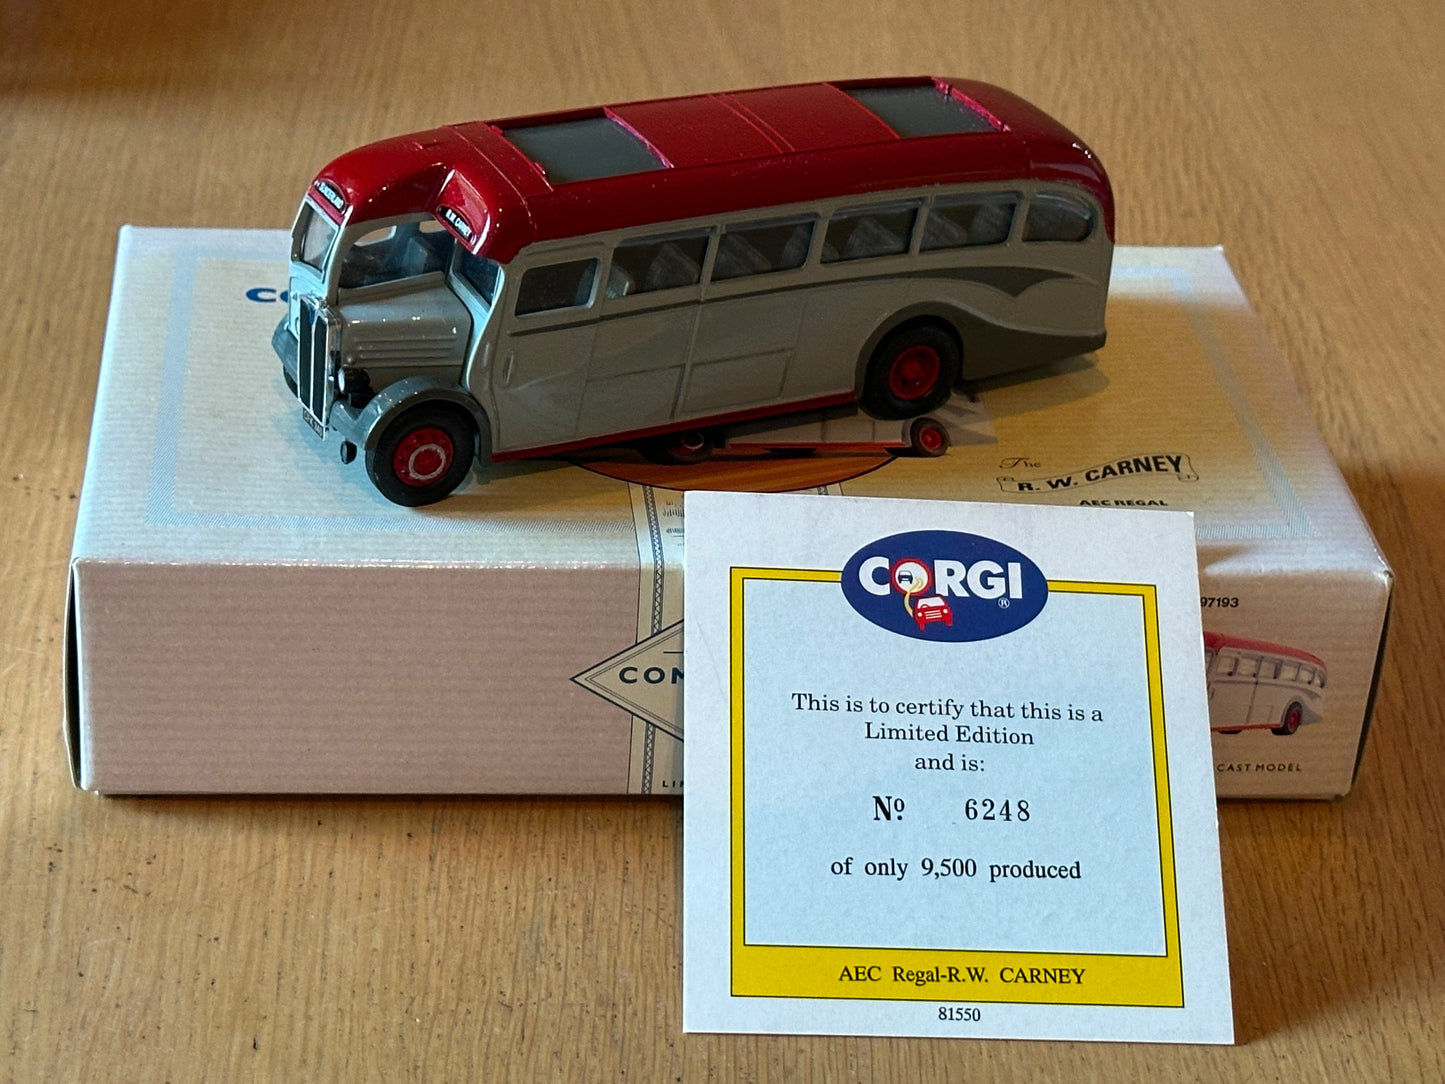 R.W. CARNEY
The
R. W. CARNEY
AEC REGAL
97193
CORGI
®
This is to certify that this is a
Limited Edition
and is:
Nº 6248
of only 9,500 produced
AEC Regal-R.W. CARNEY
81550
CAST MODEL